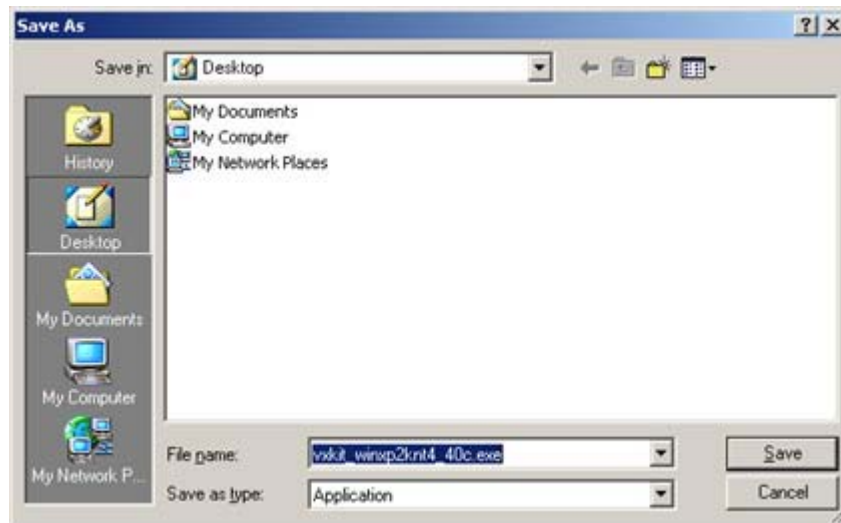 Save As
Save in:
Desktop
My Documents
My Computer
My Network Places
History
Desktop
My Documents
My Computer
My Network P...
File name:
vxkit_winxp2knt4_40c.exe
Save
Save as type:
Application
Cancel